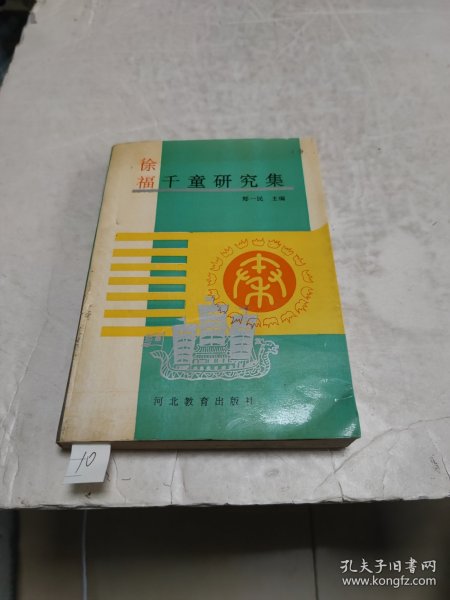 徐福千童研究集
郑一民 主编
河北教育出版社
10
孔夫子旧书网
www.kongfz.com